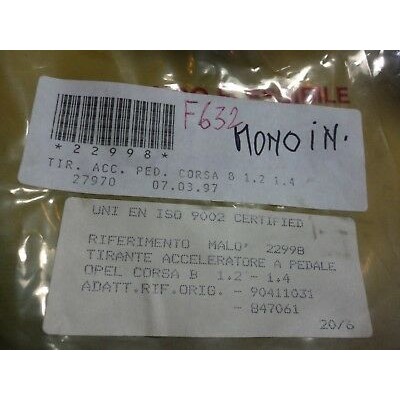 F632
MONO iN.
*22998*
TIR. ACC. PED. CORSA B 1.2 1.4
27970 07.03.97
UNI EN ISO 9002 CERTIFIED
RIFERIMENTO MALO' 22998
TIRANTE ACCELERATORE A PEDALE
OPEL CORSA B 1.2 - 1.4
ADATT.RIF.ORIG. - 90411031
- 847061
20/6